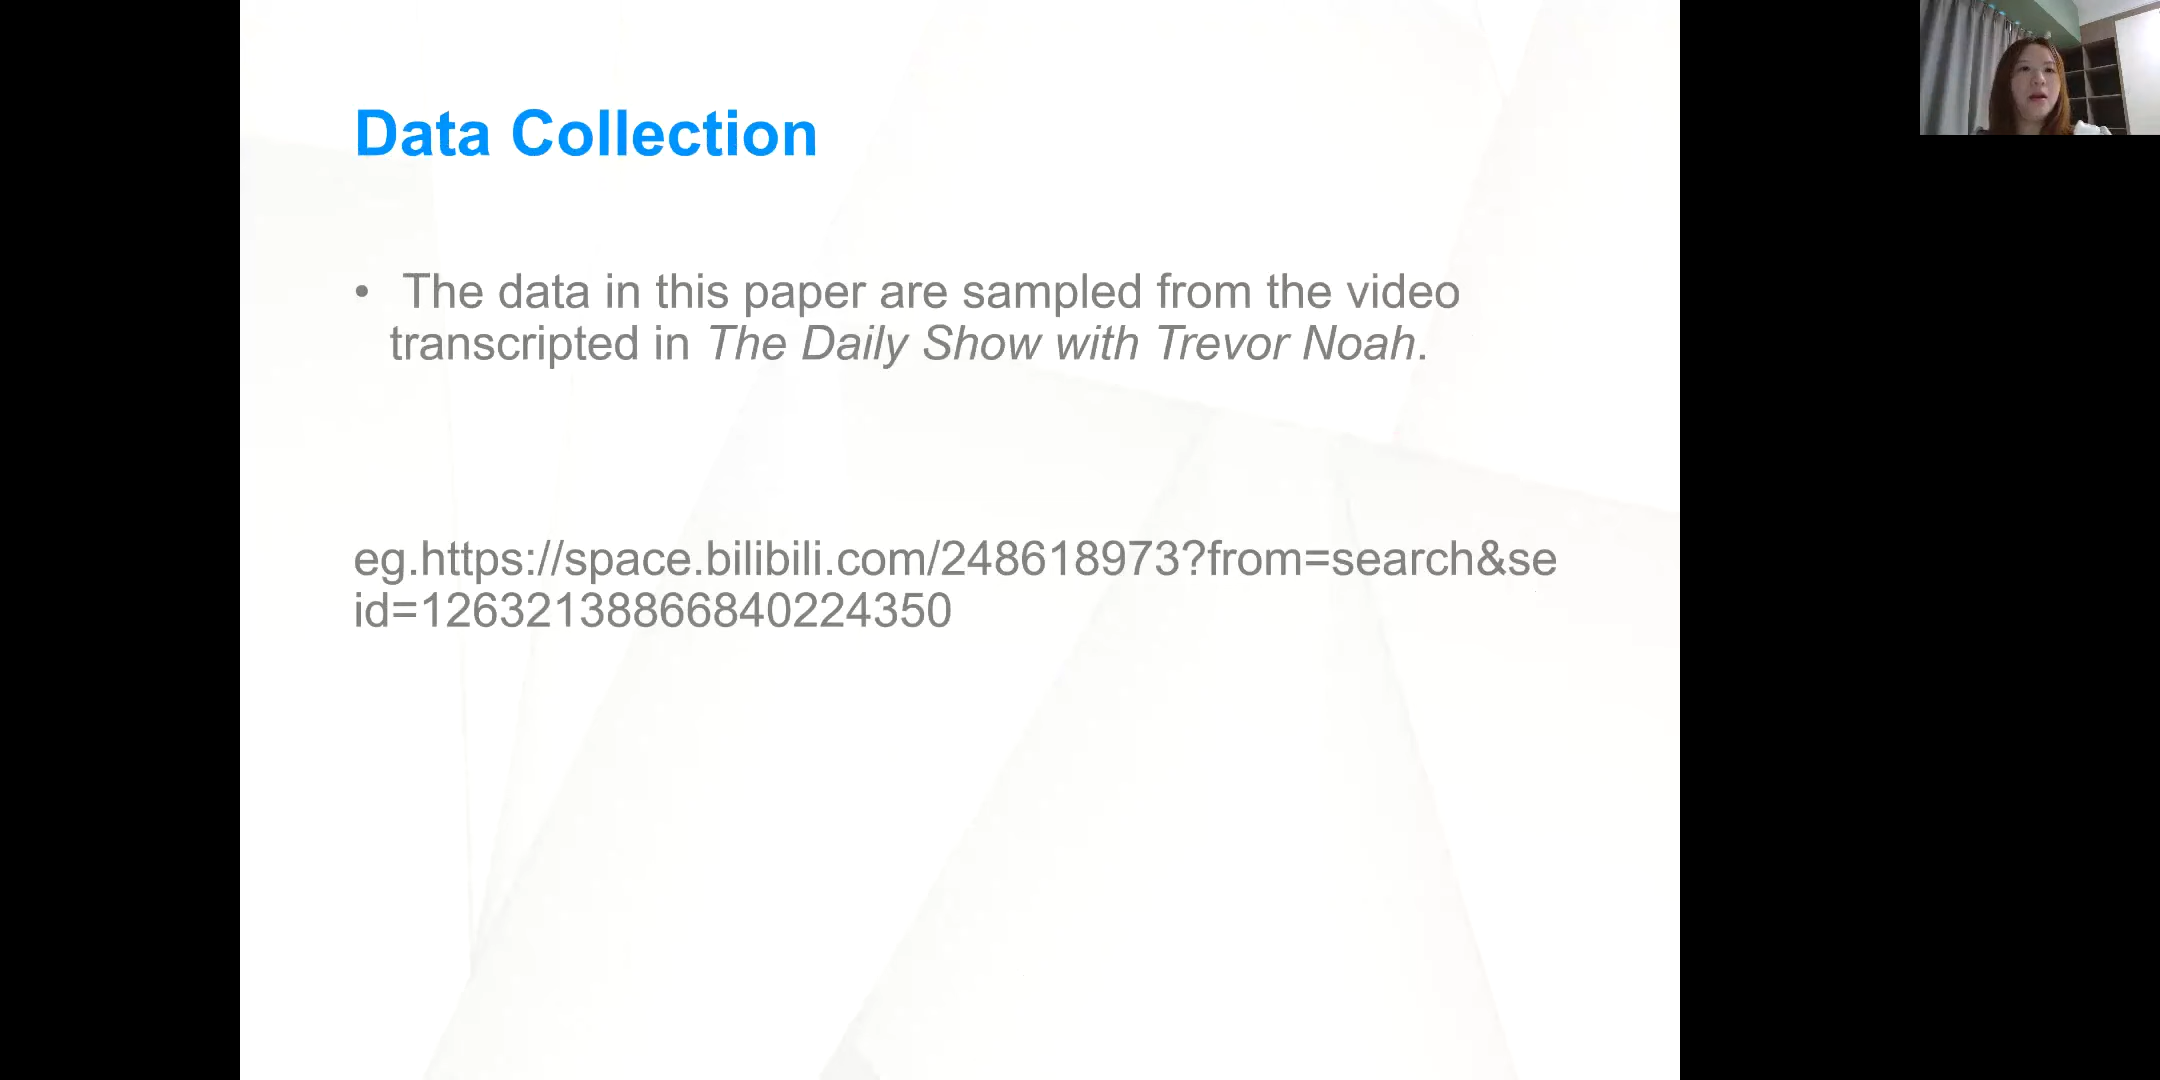 Data Collection
• The data in this paper are sampled from the video
transcripted in The Daily Show with Trevor Noah.
eg.https://space.bilibili.com/248618973?from=search&se
id=12632138866840224350